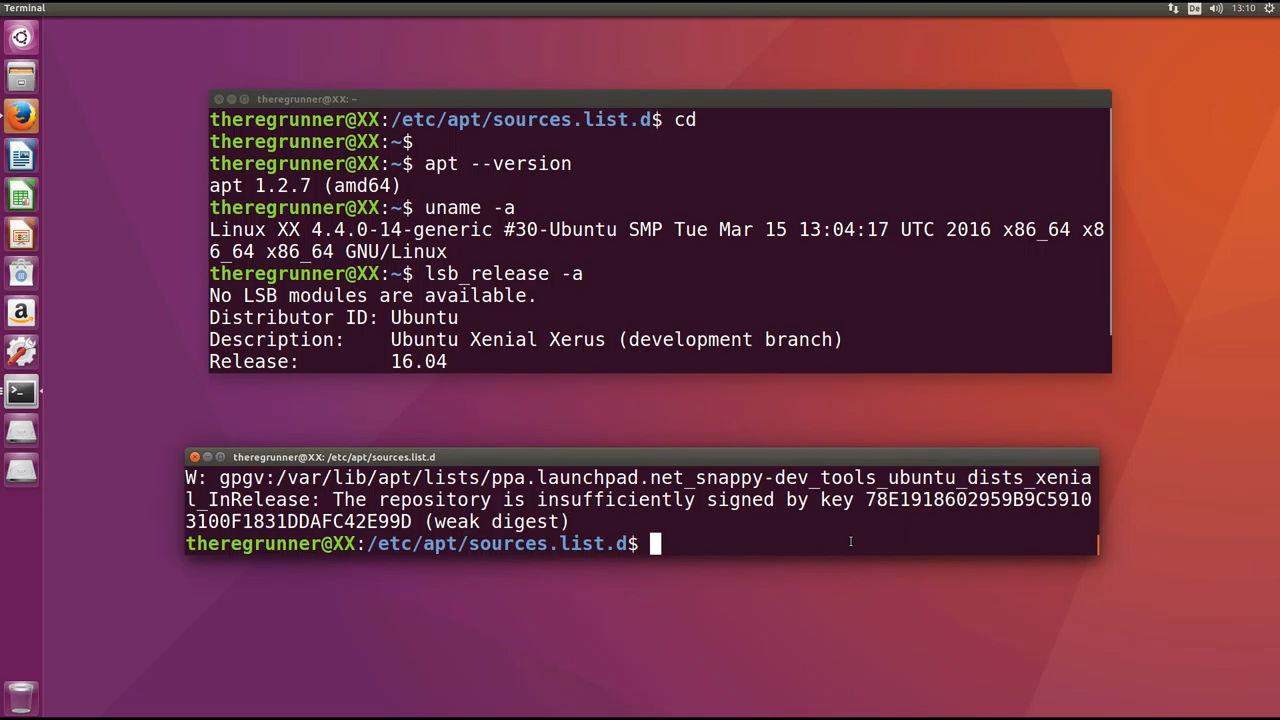 Terminal
De
13:10
theregrunner@XX: ~
theregrunner@XX:/etc/apt/sources.list.d$ cd
theregrunner@XX:~$
theregrunner@XX:~$ apt --version
apt 1.2.7 (amd64)
theregrunner@XX:~$ uname -a
Linux XX 4.4.0-14-generic #30-Ubuntu SMP Tue Mar 15 13:04:17 UTC 2016 x86_64 x8
6_64 x86_64 GNU/Linux
theregrunner@XX:~$ lsb_release -a
No LSB modules are available.
Distributor ID: Ubuntu
Description:    Ubuntu Xenial Xerus (development branch)
Release:        16.04
theregrunner@XX: /etc/apt/sources.list.d
W: gpgv:/var/lib/apt/lists/ppa.launchpad.net_snappy-dev_tools_ubuntu_dists_xenia
l_InRelease: The repository is insufficiently signed by key 78E1918602959B9C5910
3100F1831DDAFC42E99D (weak digest)
theregrunner@XX:/etc/apt/sources.list.d$